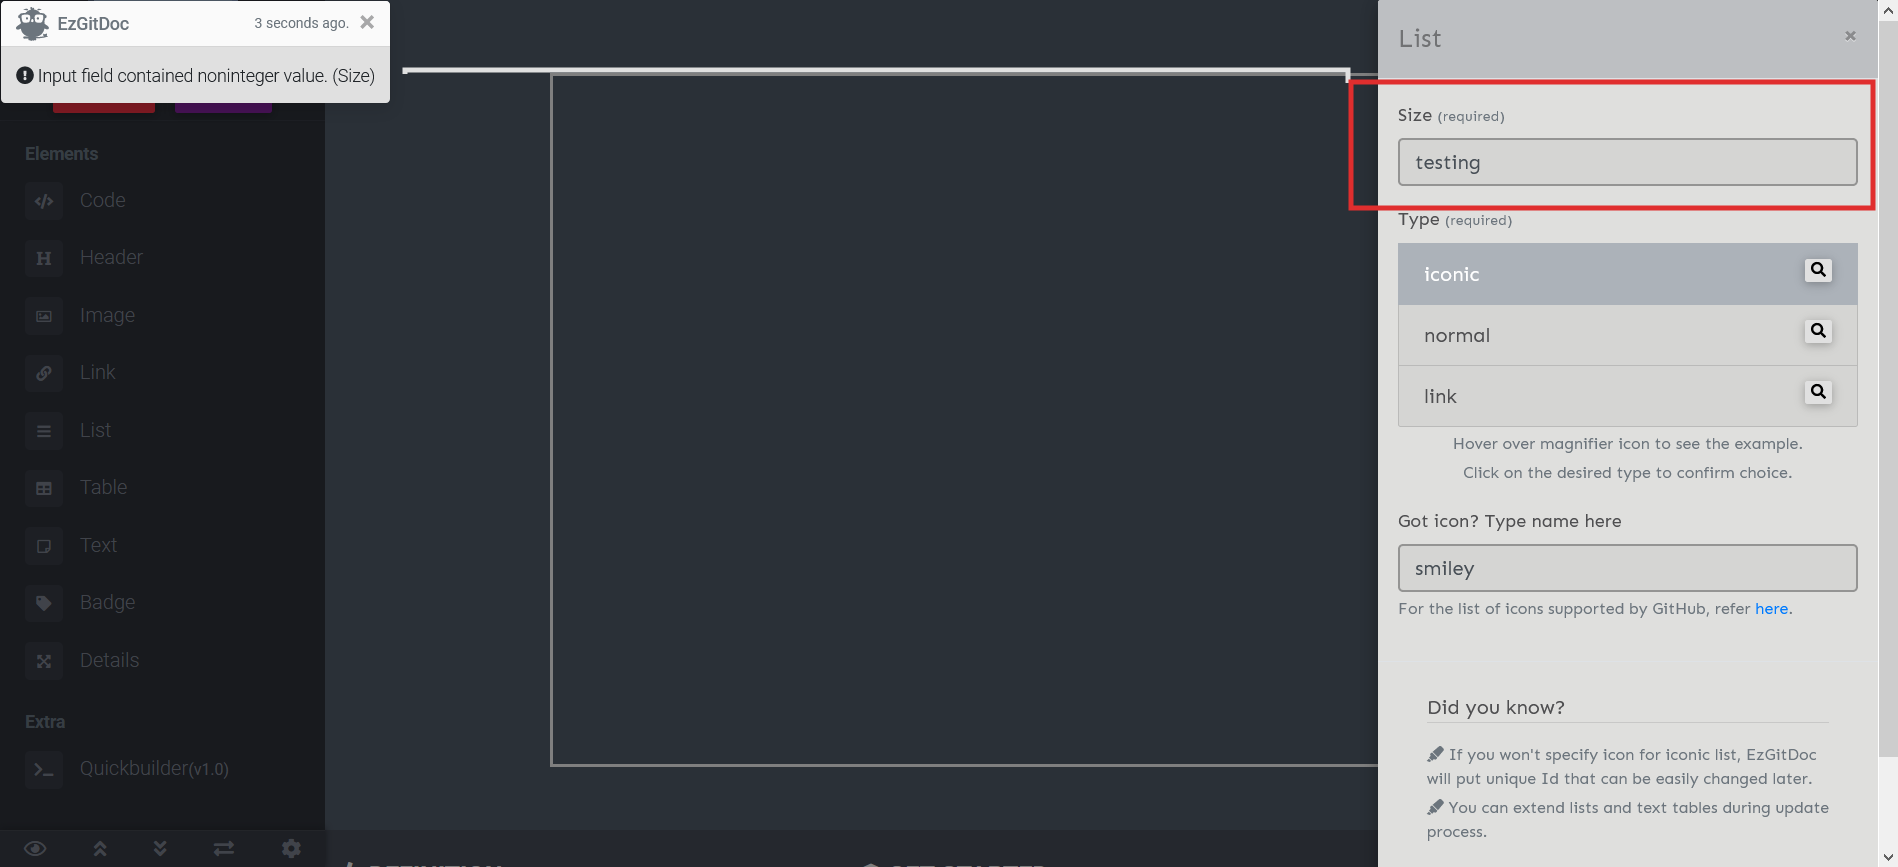 EzGitDoc
3 seconds ago.
Input field contained noninteger value. (Size)
Elements
Code
Header
Image
Link
List
Table
Text
Badge
Details
Extra
Quickbuilder(v1.0)
List
Size (required)
testing
Type (required)
iconic
normal
link
Hover over magnifier icon to see the example.
Click on the desired type to confirm choice.
Got icon? Type name here
smiley
For the list of icons supported by GitHub, refer here.
Did you know?
If you won't specify icon for iconic list, EzGitDoc
will put unique Id that can be easily changed later.
You can extend lists and text tables during update
process.